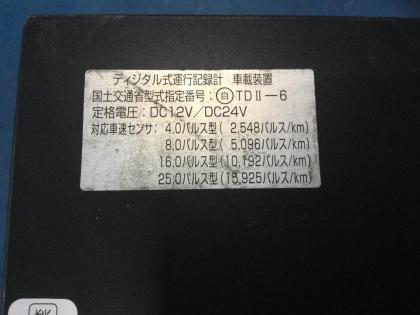 ディジタル式運行記録計 車載装置
国土交通省型式指定番号:㊀自 TDⅡ—6
定格電圧:DC12V/DC24V
対応車速センサ; 4.0パルス型( 2,548パルス/km)
8.0パルス型( 5,096パルス/km)
16.0パルス型(10,192パルス/km)
25.0パルス型(15,925パルス/km)